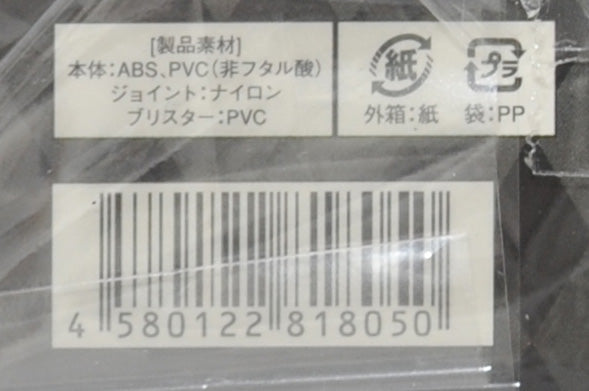 [製品素材]
本体:ABS、PVC(非フタル酸)
ジョイント:ナイロン
ブリスター:PVC
紙
プラ
外箱:紙 袋:PP
4 580122 818050